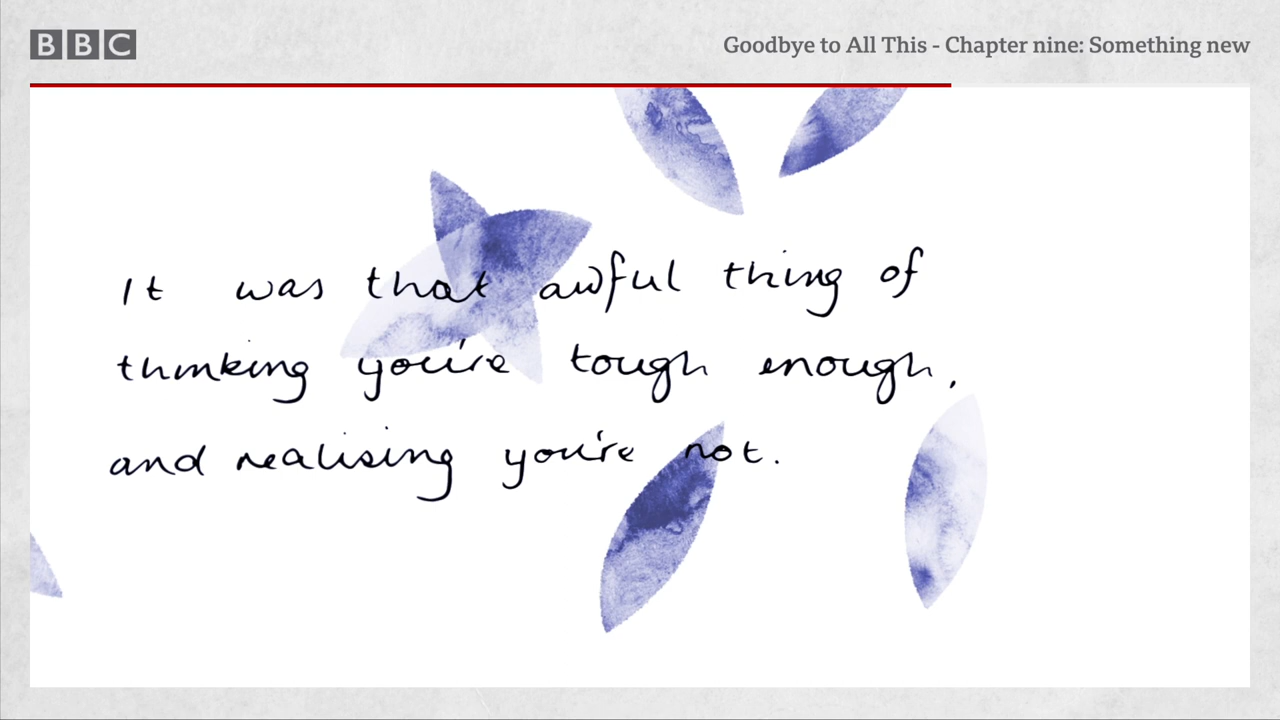 BBC
Goodbye to All This - Chapter nine: Something new
It was that awful thing of
thinking you're tough enough,
and realising you're not.